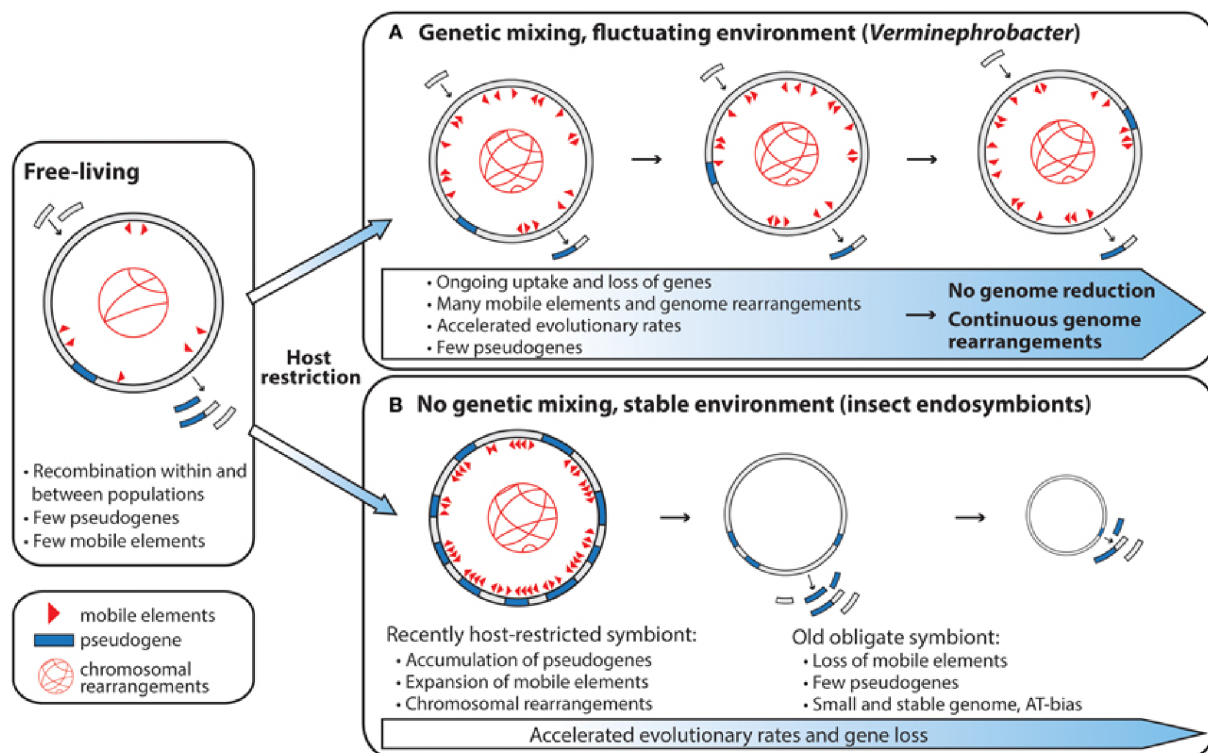 Free-living
• Recombination within and
between populations
• Few pseudogenes
• Few mobile elements
mobile elements
pseudogene
chromosomal
rearrangements
Host
restriction
A Genetic mixing, fluctuating environment (Verminephrobacter)
• Ongoing uptake and loss of genes
• Many mobile elements and genome rearrangements
• Accelerated evolutionary rates
• Few pseudogenes
No genome reduction
Continuous genome
rearrangements
B No genetic mixing, stable environment (insect endosymbionts)
Recently host-restricted symbiont:
• Accumulation of pseudogenes
• Expansion of mobile elements
• Chromosomal rearrangements
Old obligate symbiont:
• Loss of mobile elements
• Few pseudogenes
• Small and stable genome, AT-bias
Accelerated evolutionary rates and gene loss